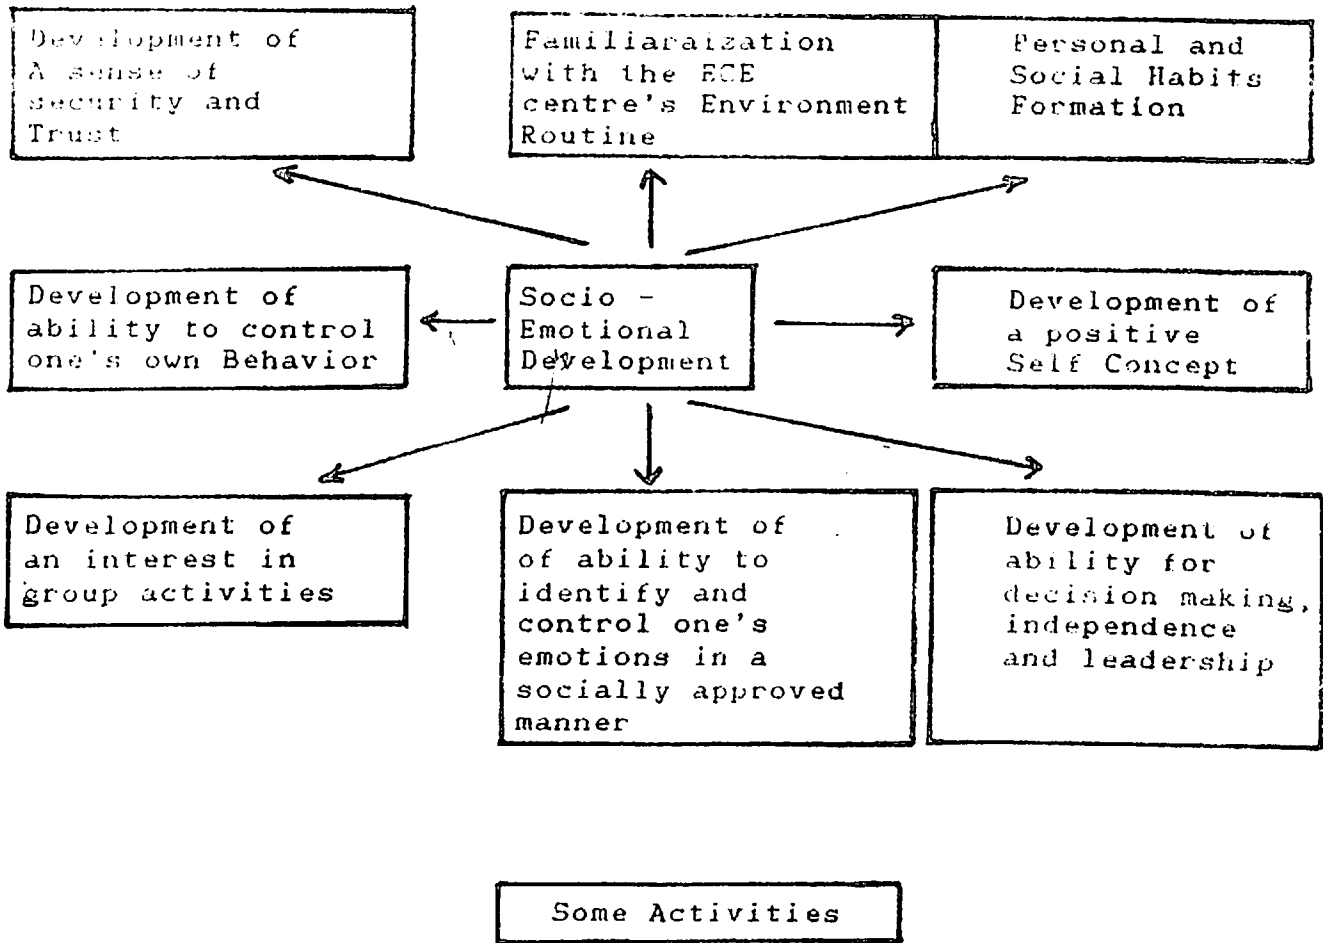 Development of
A sense of
security and
Trust
Familiaraization
with the ECE
centre's Environment
Routine
Personal and
Social Habits
Formation
Development of
ability to control
one's own Behavior
Socio -
Emotional
Development
Development of
a positive
Self Concept
Development of
an interest in
group activities
Development of
of ability to
identify and
control one's
emotions in a
socially approved
manner
Development of
ability for
decision making,
independence
and leadership
Some Activities